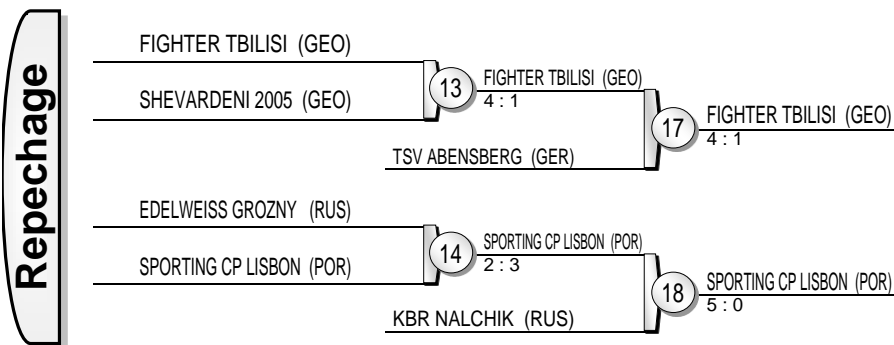 Repechage
FIGHTER TBILISI (GEO)
SHEVARDENI 2005 (GEO)
13
FIGHTER TBILISI (GEO)
4 : 1
TSV ABENSBERG (GER)
17
FIGHTER TBILISI (GEO)
4 : 1
EDELWEISS GROZNY (RUS)
SPORTING CP LISBON (POR)
14
SPORTING CP LISBON (POR)
2 : 3
KBR NALCHIK (RUS)
18
SPORTING CP LISBON (POR)
5 : 0